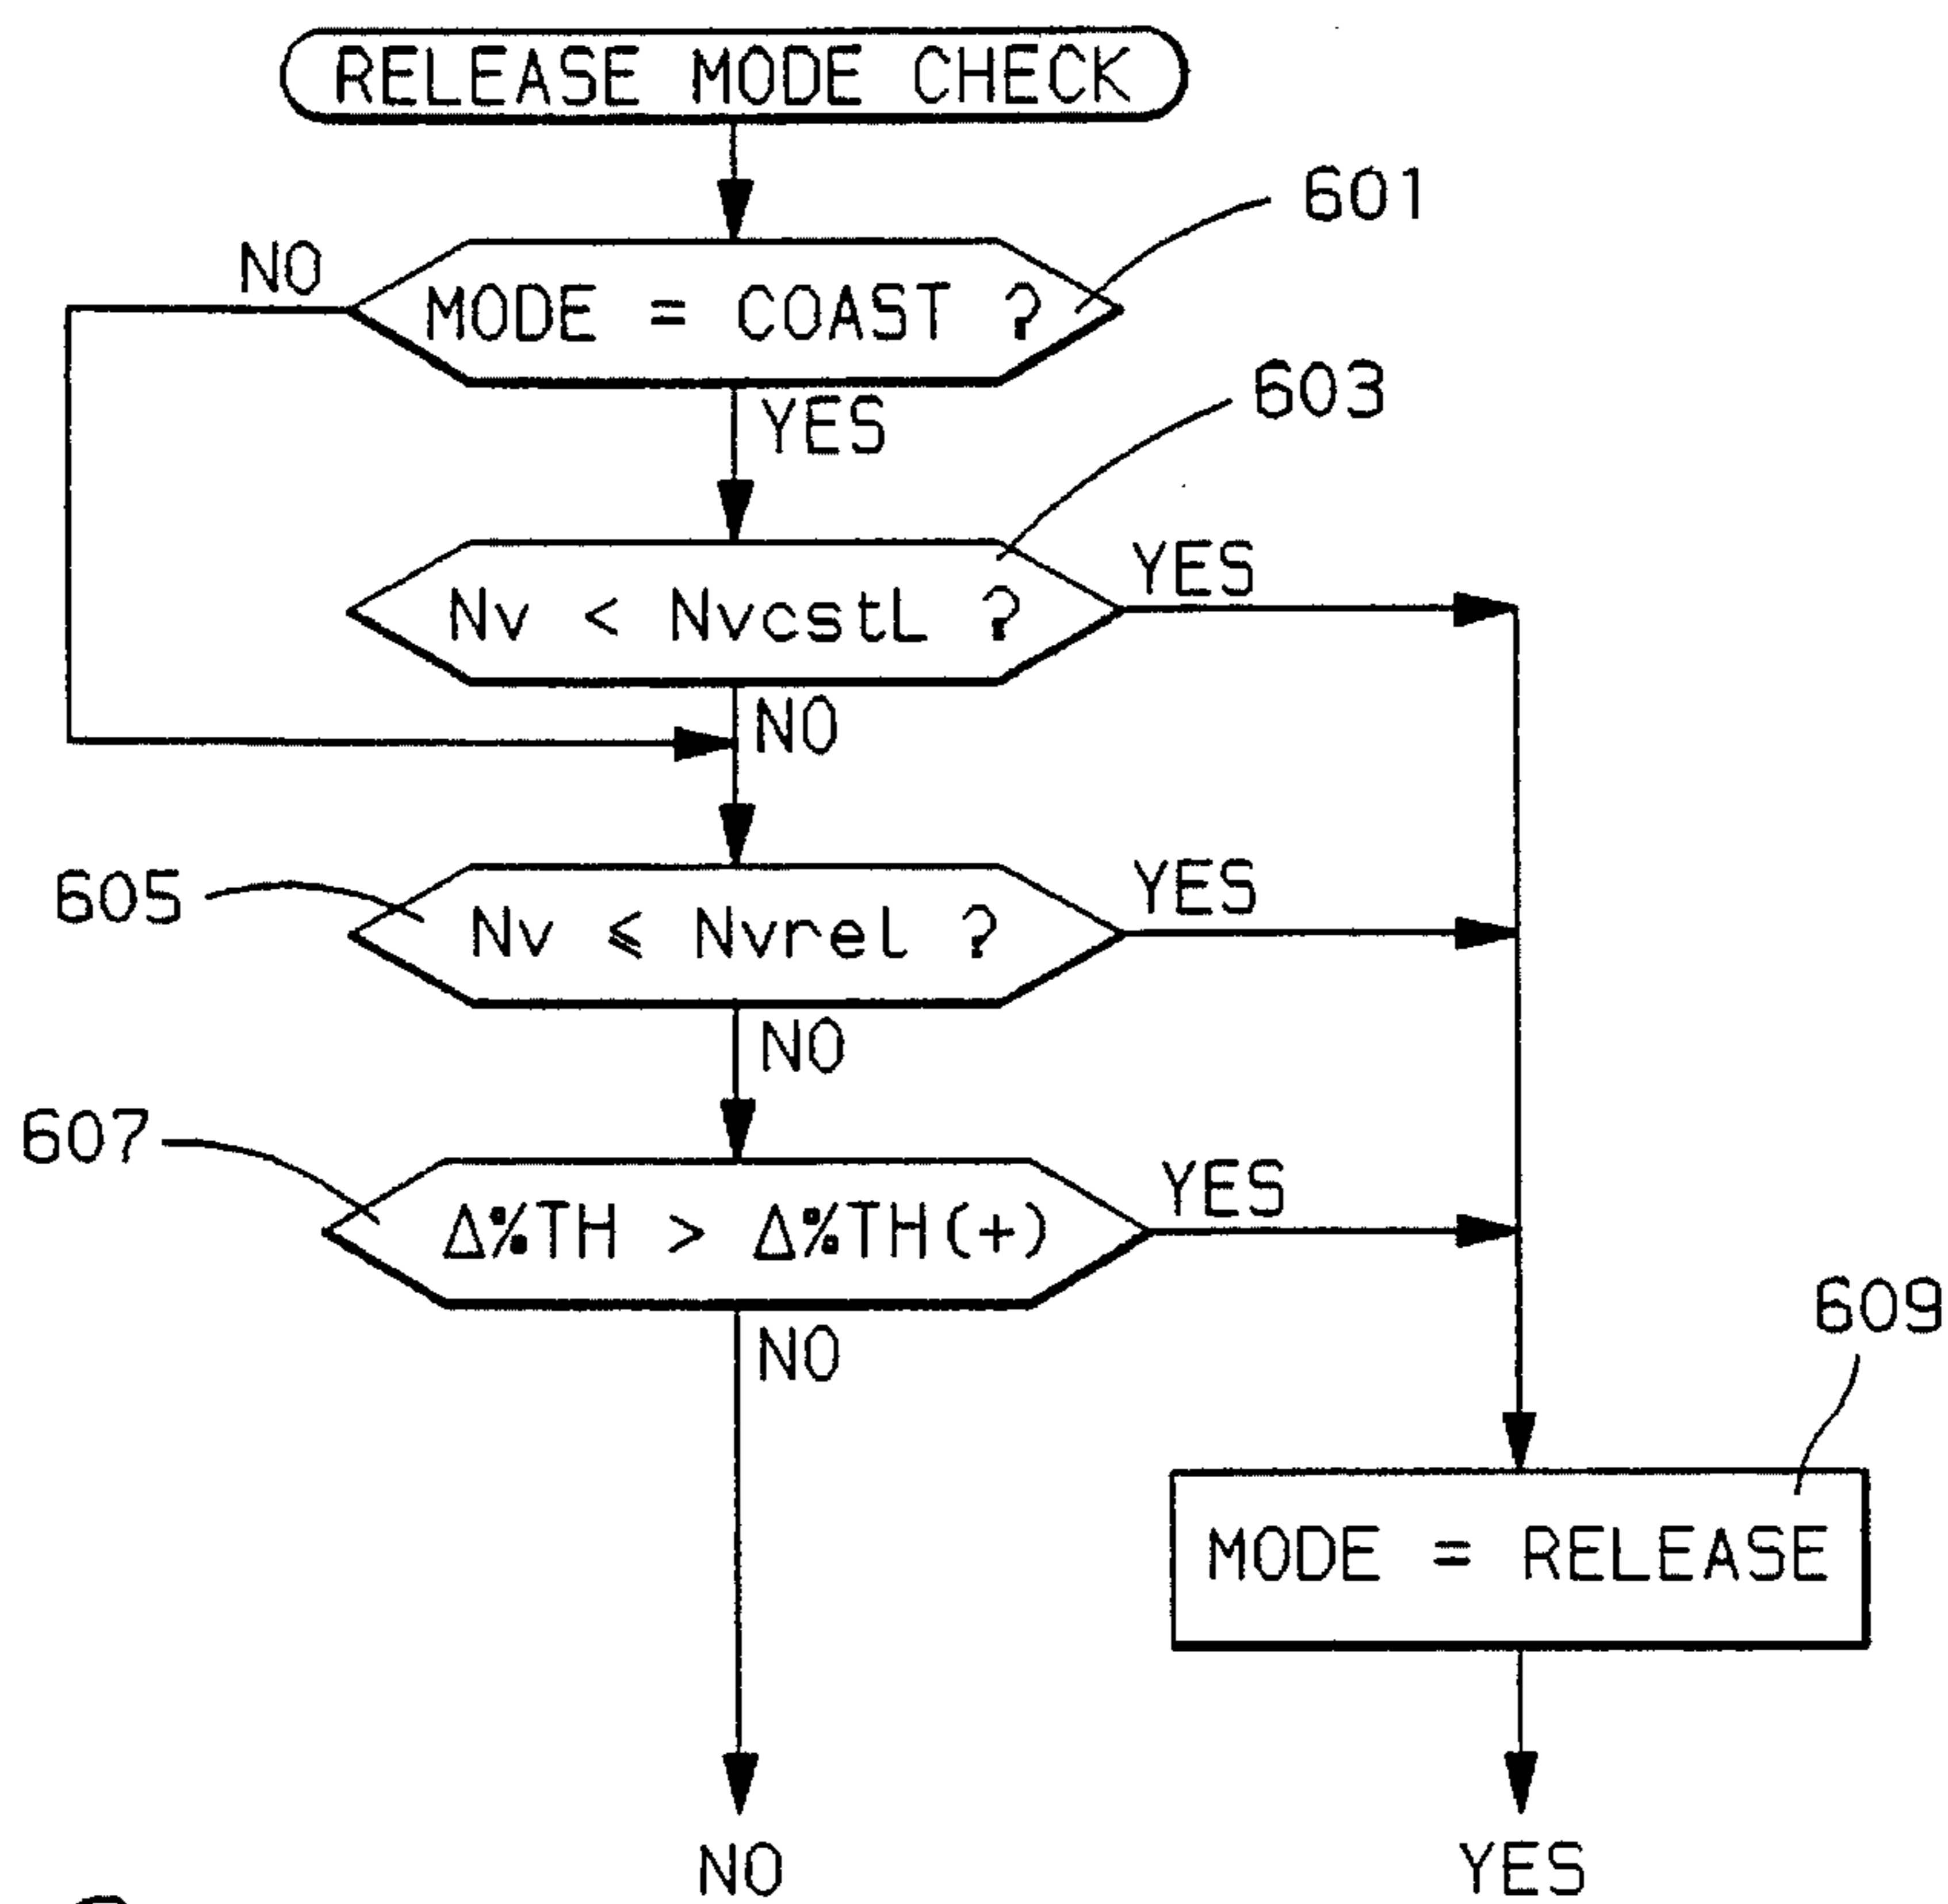 RELEASE MODE CHECK
601
NO
MODE = COAST ?
603
YES
YES
Nv < NvcstL ?
NO
605
YES
Nv ⩽ Nvrel ?
NO
607
YES
Δ%TH > Δ%TH(+)
609
NO
MODE = RELEASE
NO
YES